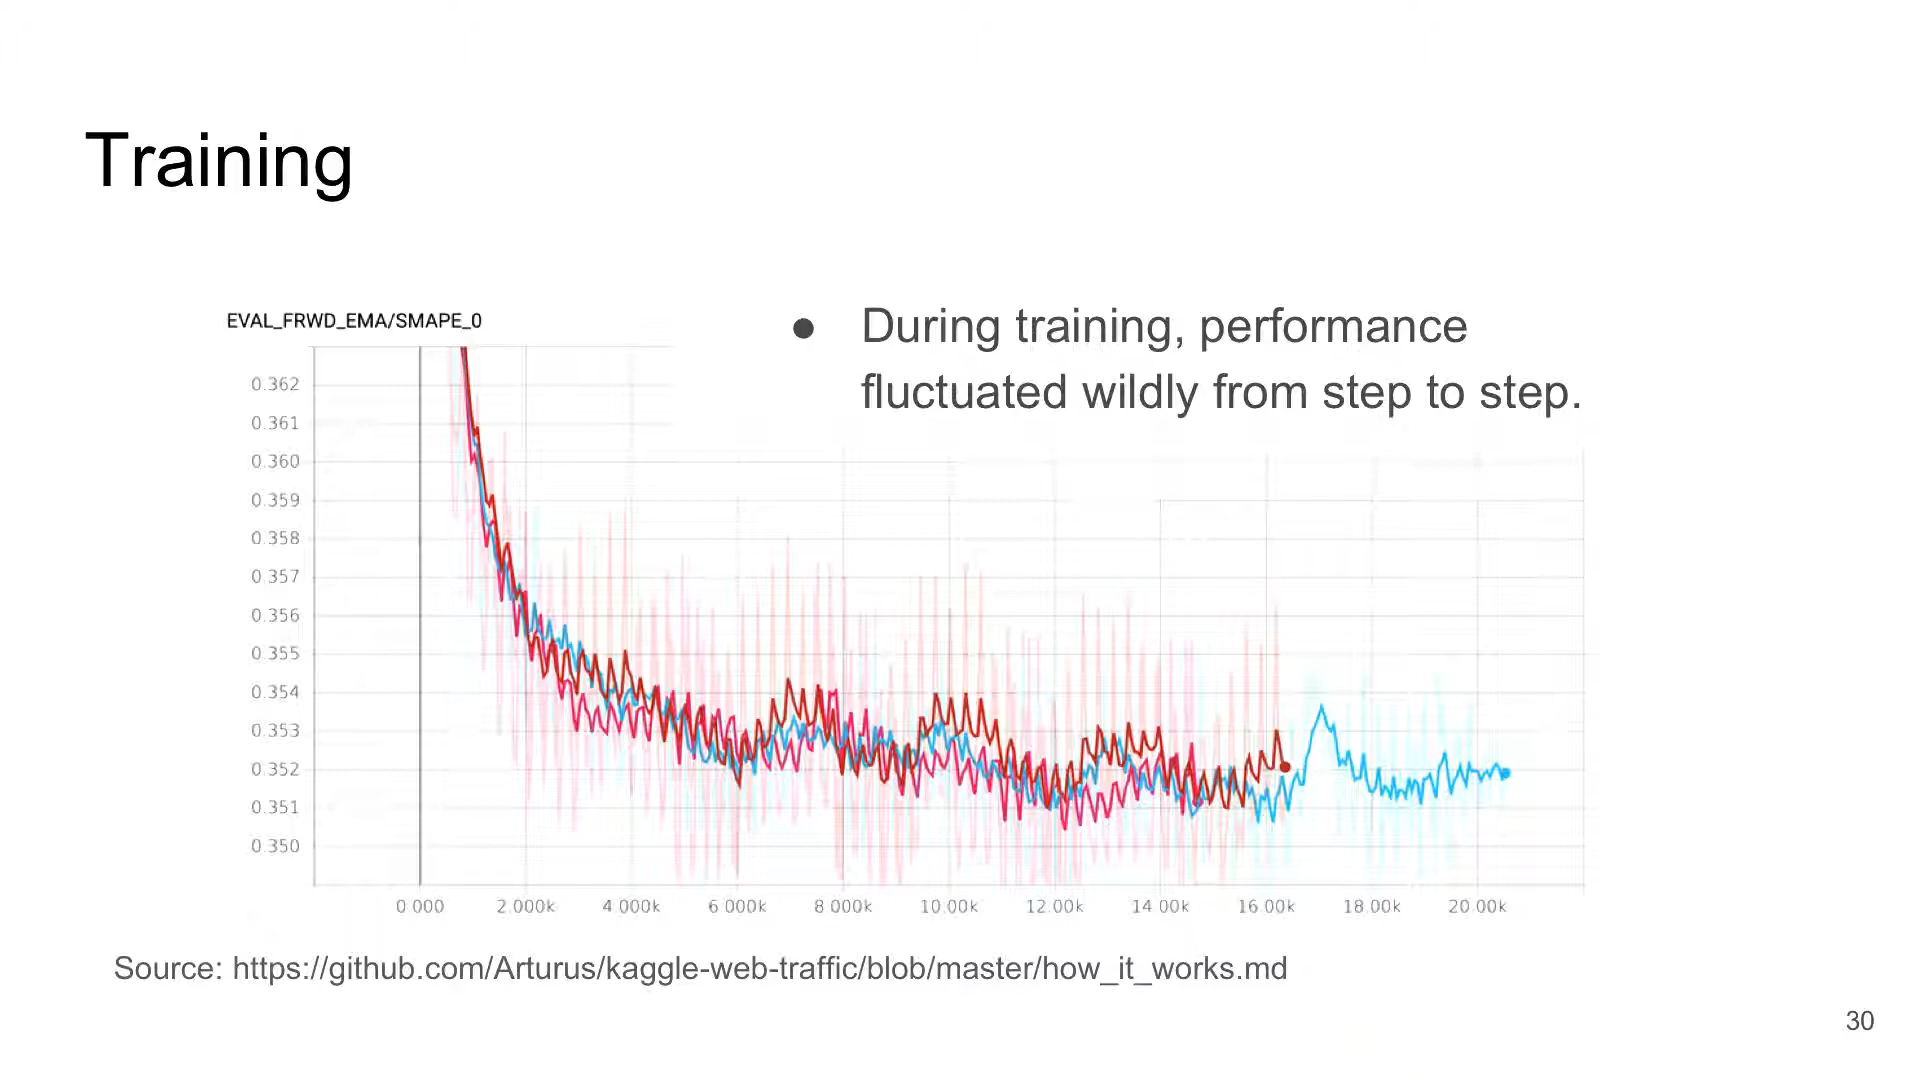 Training
EVAL_FRWD_EMA/SMAPE_0
● During training, performance
fluctuated wildly from step to step.
0.362
0.361
0.360
0.359
0.358
0.357
0.356
0.355
0.354
0.353
0.352
0.351
0.350
0.000 2.000k 4.000k 6.000k 8.000k 10.00k 12.00k 14.00k 16.00k 18.00k 20.00k
Source: https://github.com/Arturus/kaggle-web-traffic/blob/master/how_it_works.md
30